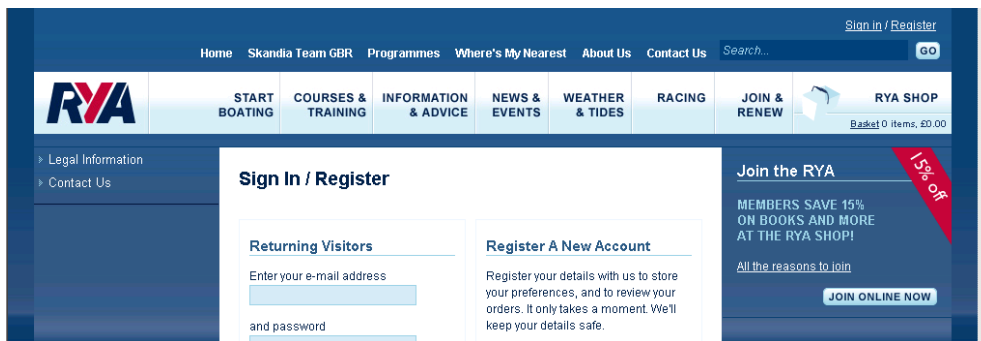 Sign in / Register
Home Skandia Team GBR Programmes Where's My Nearest About Us Contact Us Search... GO
RYA
START BOATING
COURSES & TRAINING
INFORMATION & ADVICE
NEWS & EVENTS
WEATHER & TIDES
RACING
JOIN & RENEW
RYA SHOP
Basket 0 items, £0.00
Legal Information
Contact Us
Sign In / Register
Returning Visitors
Enter your e-mail address
and password
Register A New Account
Register your details with us to store
your preferences, and to review your
orders. It only takes a moment. We'll
keep your details safe.
Join the RYA
15% off
MEMBERS SAVE 15%
ON BOOKS AND MORE
AT THE RYA SHOP!
All the reasons to join
JOIN ONLINE NOW